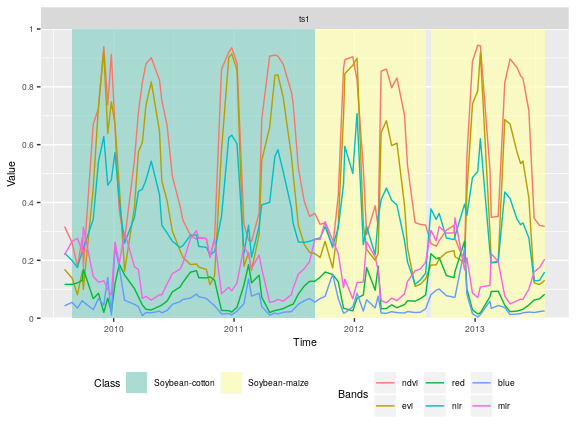 ts1
1
0.8
0.6
0.4
0.2
0
Value
2010 2011 2012 2013
Time
Class Soybean-cotton Soybean-maize
Bands
ndvi red blue
evi nir mir